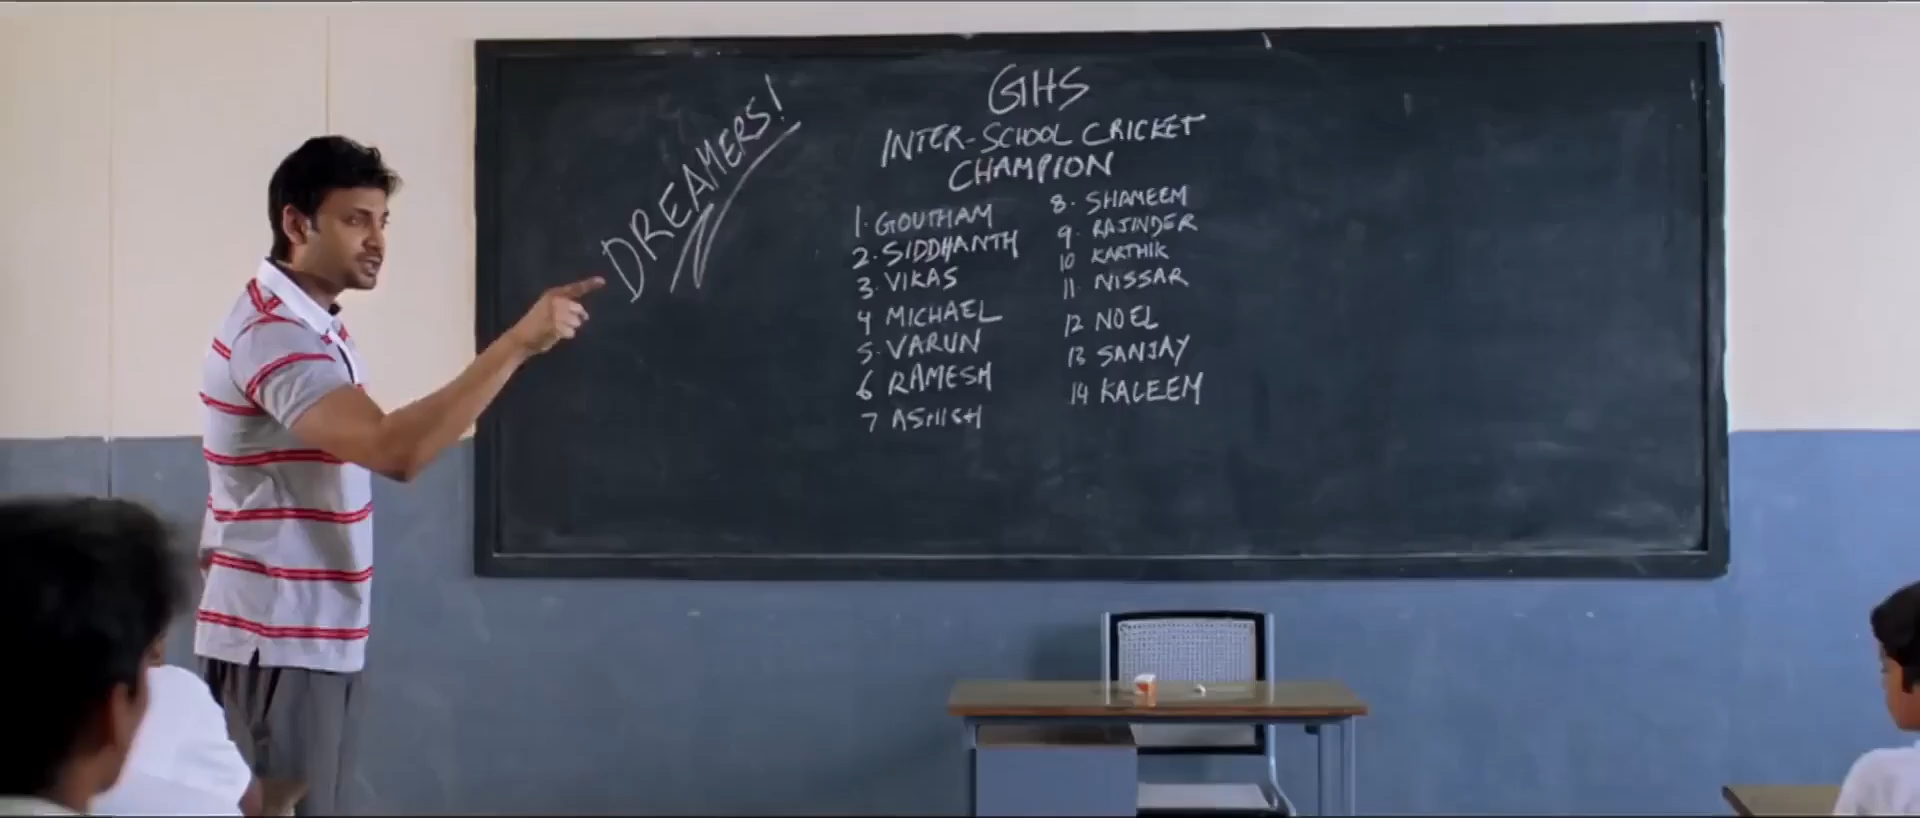 DREAMERS!
GHS
INTER-SCHOOL CRICKET
CHAMPION
1. GOUTHAM
2. SIDDHANTH
3. VIKAS
4 MICHAEL
5. VARUN
6 RAMESH
7 ASHISH
8. SHAMEEM
9. RAJINDER
10 KARTHIK
11. NISSAR
12 NOEL
13 SANJAY
14 KALEEM